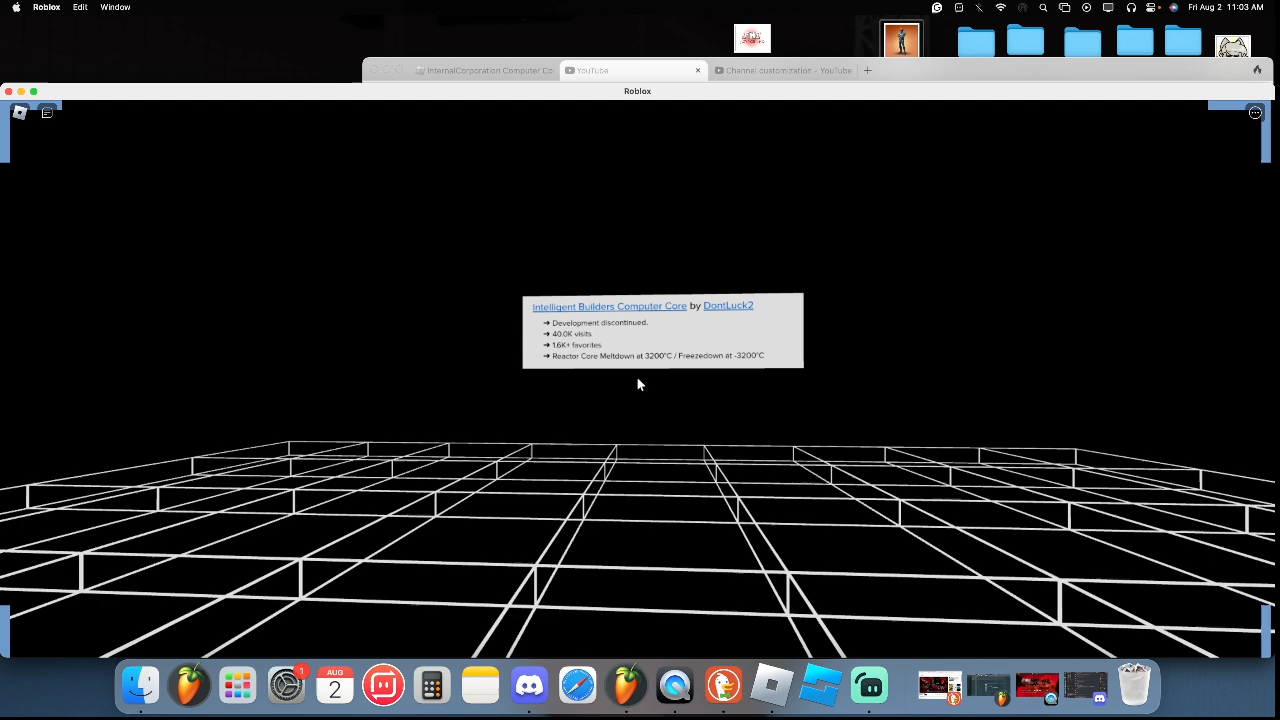 Roblox Edit Window Fri Aug 2 11:03 AM
InternalCorporation Computer Co YouTube Channel customization - YouTube
Roblox
Intelligent Builders Computer Core by DontLuck2
➔ Development discontinued.
➔ 40.0K visits
➔ 1.6K+ favorites
➔ Reactor Core Meltdown at 3200°C / Freezedown at -3200°C
1
AUG
2